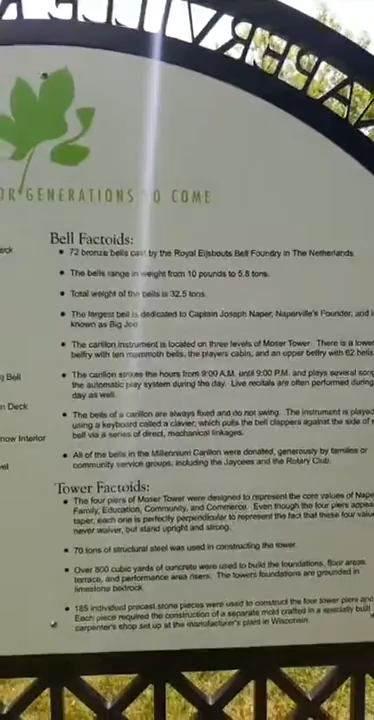 NAPERVILLE
FOR GENERATIONS TO COME
Bell Factoids:
• 72 bronze bells cast by the Royal Eijsbouts Bell Foundry in The Netherlands.
• The bells range in weight from 10 pounds to 5.8 tons.
• Total weight of the bells is 32.5 tons.
• The largest bell is dedicated to Captain Joseph Naper, Naperville's Founder, and is
known as Big Joe
• The carillon instrument is located on three levels of Moser Tower. There is a lower
belfry with ten mammoth bells, the players cabin, and an upper belfry with 62 bells.
• The carillon strikes the hours from 9:00 A.M. until 9:00 P.M. and plays several song
the automatic play system during the day. Live recitals are often performed during
day as well.
• The bells of a carillon are always fixed and do not swing. The instrument is played
using a keyboard called a clavier, which pulls the bell clappers against the side of
bell via a series of direct, mechanical linkages.
• All of the bells in the Millennium Carillon were donated, generously by families or
community service groups, including the Jaycees and the Rotary Club.
Tower Factoids:
• The four piers of Moser Tower were designed to represent the core values of Nape
Family, Education, Community, and Commerce. Even though the four piers appear
taper, each one is perfectly perpendicular to represent the fact that these four value
never waiver, but stand upright and strong.
• 70 tons of structural steel was used in constructing the tower.
• Over 800 cubic yards of concrete were used to build the foundations, floor areas,
terrace, and performance area risers. The towers foundations are grounded in
limestone bedrock.
• 185 individual precast stone pieces were used to construct the four tower piers and
Each piece required the construction of a separate mold crafted in a specially built
carpenter's shop set up at the manufacturer's plant in Wisconsin.
eck
g Bell
n Deck
now Interior
vel